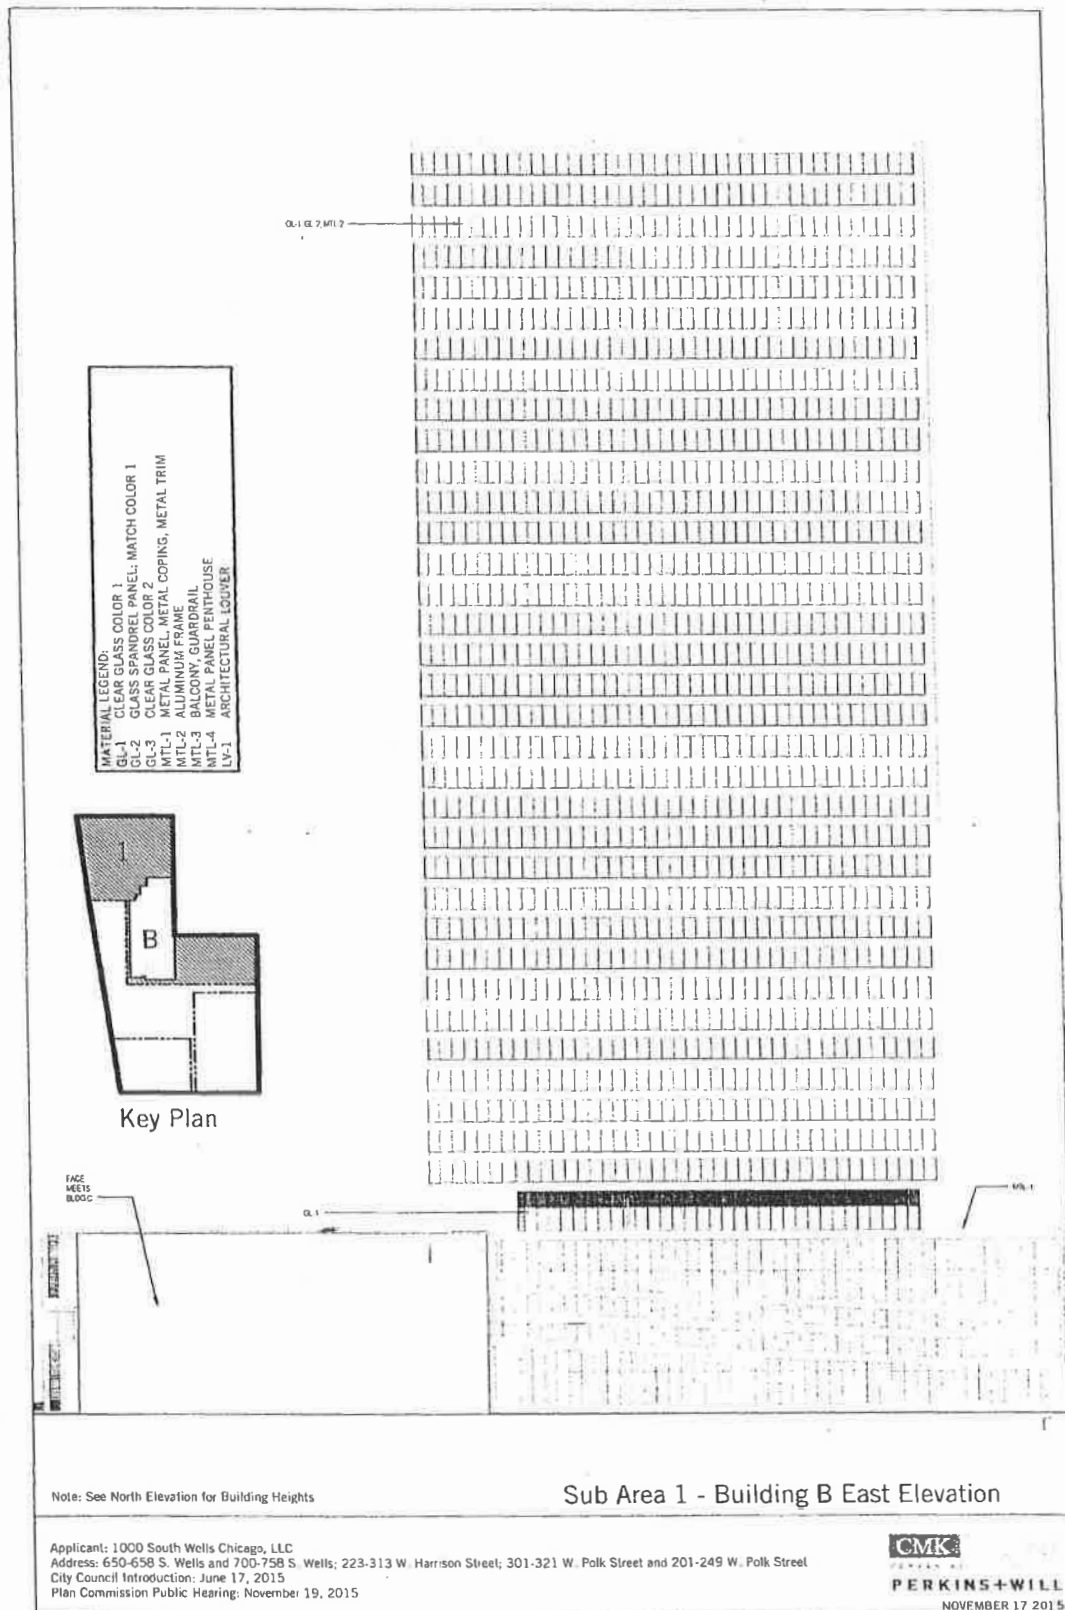 GL-1 GL 2, MTL-2
MATERIAL LEGEND:
GL-1 CLEAR GLASS COLOR 1
GL-2 GLASS SPANDREL PANEL; MATCH COLOR 1
GL-3 CLEAR GLASS COLOR 2
MTL-1 METAL PANEL, METAL COPING, METAL TRIM
MTL-2 ALUMINUM FRAME
MTL-3 BALCONY, GUARDRAIL
MTL-4 METAL PANEL PENTHOUSE
LV-1 ARCHITECTURAL LOUVER
1
B
Key Plan
FACE
MEETS
BLDG C
GL 1
Note: See North Elevation for Building Heights
Sub Area 1 - Building B East Elevation
Applicant: 1000 South Wells Chicago, LLC
Address: 650-658 S. Wells and 700-758 S. Wells; 223-313 W. Harrison Street; 301-321 W. Polk Street and 201-249 W. Polk Street
City Council Introduction: June 17, 2015
Plan Commission Public Hearing: November 19, 2015
CMK
PERKINS+WILL
NOVEMBER 17 2015